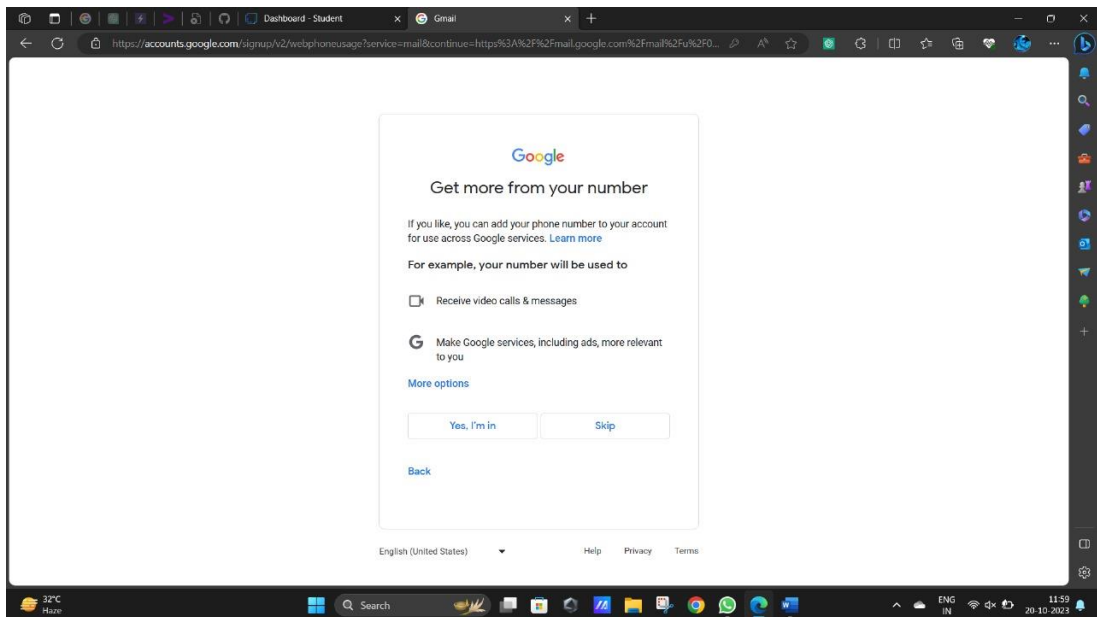 Dashboard - Student
Gmail
https://accounts.google.com/signup/v2/webphoneusage?service=mail&continue=https%3A%2F%2Fmail.google.com%2Fmail%2Fu%2F0...
Google
Get more from your number
If you like, you can add your phone number to your account
for use across Google services. Learn more
For example, your number will be used to
Receive video calls & messages
G Make Google services, including ads, more relevant
to you
More options
Yes, I'm in Skip
Back
English (United States) Help Privacy Terms
32°C
Haze
Search
ENG
IN
11:59
20-10-2023